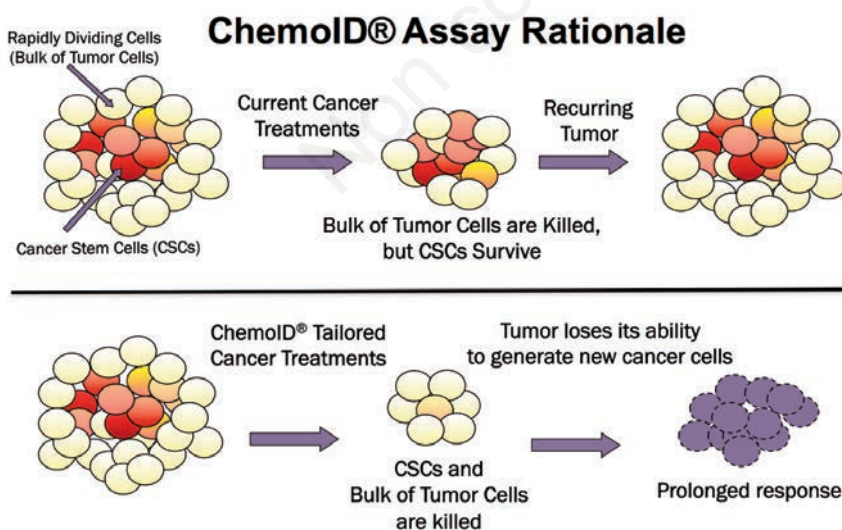 ChemoID® Assay Rationale
Rapidly Dividing Cells
(Bulk of Tumor Cells)
Current Cancer
Treatments
Recurring
Tumor
Cancer Stem Cells (CSCs)
Bulk of Tumor Cells are Killed,
but CSCs Survive
ChemoID® Tailored
Cancer Treatments
Tumor loses its ability
to generate new cancer cells
CSCs and
Bulk of Tumor Cells
are killed
Prolonged response
Non